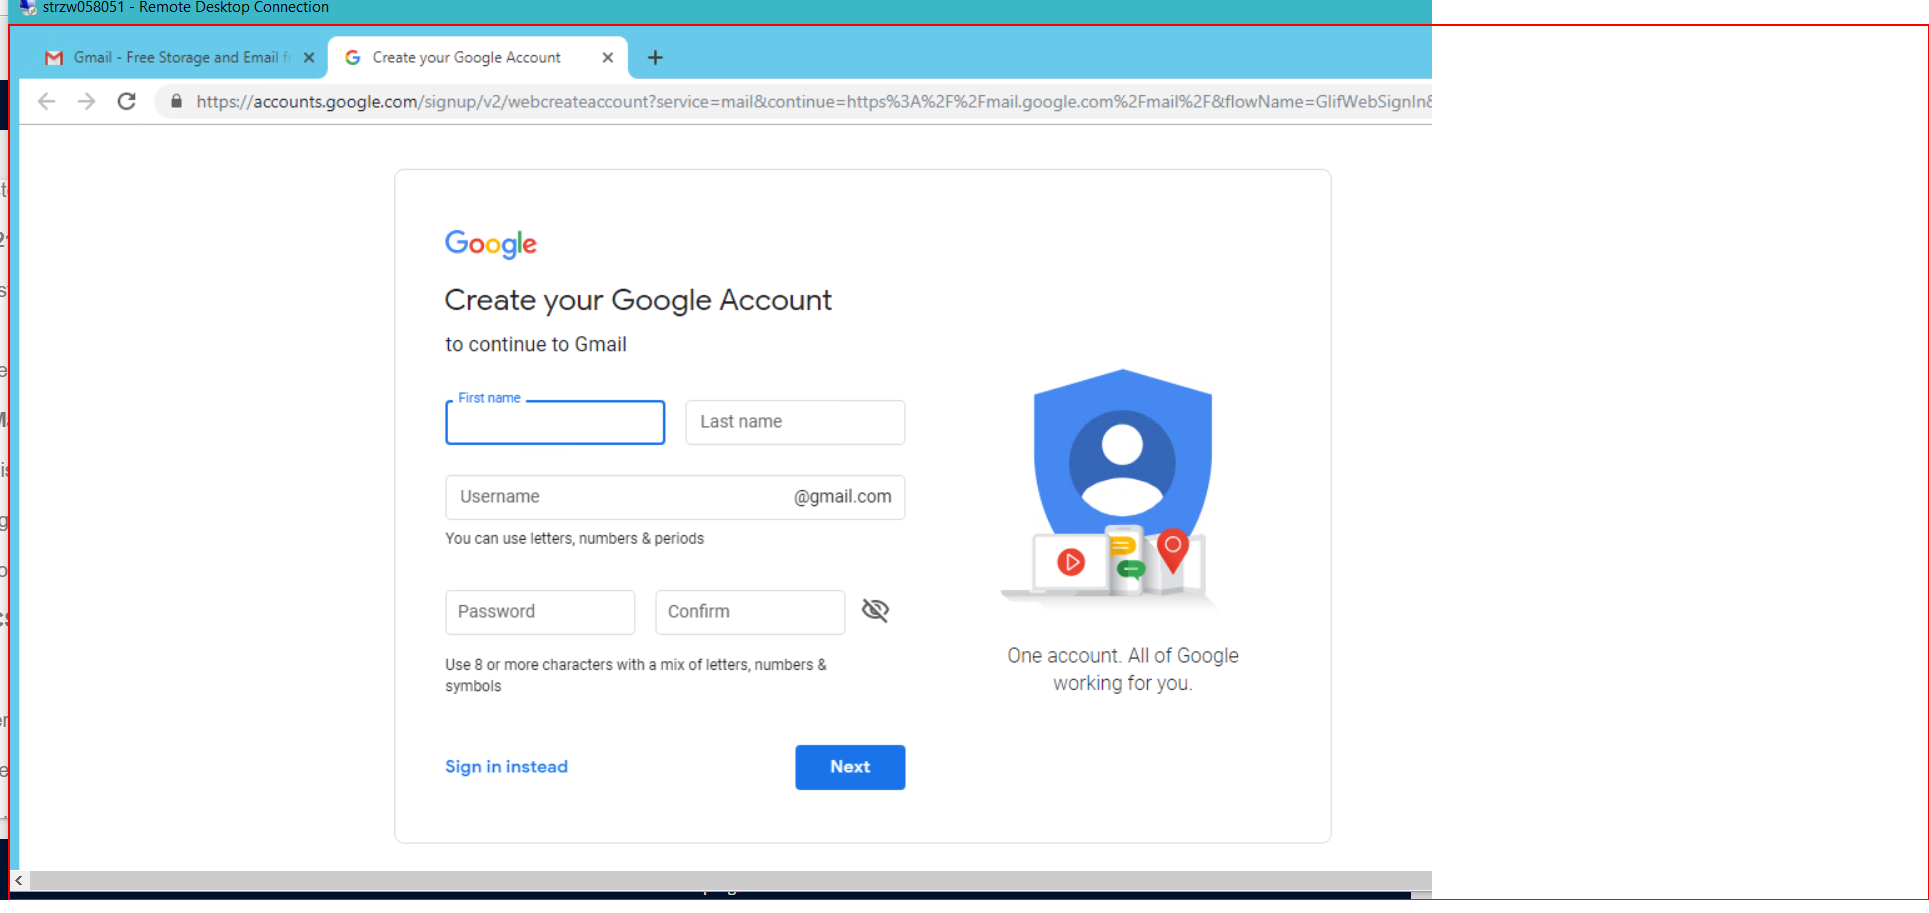 strzw058051 - Remote Desktop Connection
Gmail - Free Storage and Email
Create your Google Account
https://accounts.google.com/signup/v2/webcreateaccount?service=mail&continue=https%3A%2F%2Fmail.google.com%2Fmail%2F&flowName=GlifWebSignIn&
Google
Create your Google Account
to continue to Gmail
First name
Last name
Username @gmail.com
You can use letters, numbers & periods
Password
Confirm
Use 8 or more characters with a mix of letters, numbers &
symbols
One account. All of Google
working for you.
Sign in instead
Next